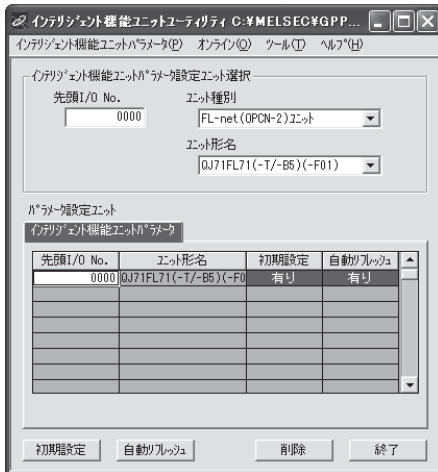 インテリジェント機能ユニットユーティリティ C:¥MELSEC¥GPP...
インテリジェント機能ユニットパラメータ(P) オンライン(O) ツール(T) ヘルプ(H)
インテリジェント機能ユニットパラメータ設定ユニット選択
先頭I/O No. ユニット種別
0000 FL-net(OPCN-2)ユニット
ユニット形名
QJ71FL71(-T/-B5)(-F01)
パラメータ設定ユニット
インテリジェント機能ユニットパラメータ
先頭I/O No. ユニット形名 初期設定 自動リフレッシュ
0000 QJ71FL71(-T/-B5)(-F0 有り 有り
初期設定 自動リフレッシュ 削除 終了